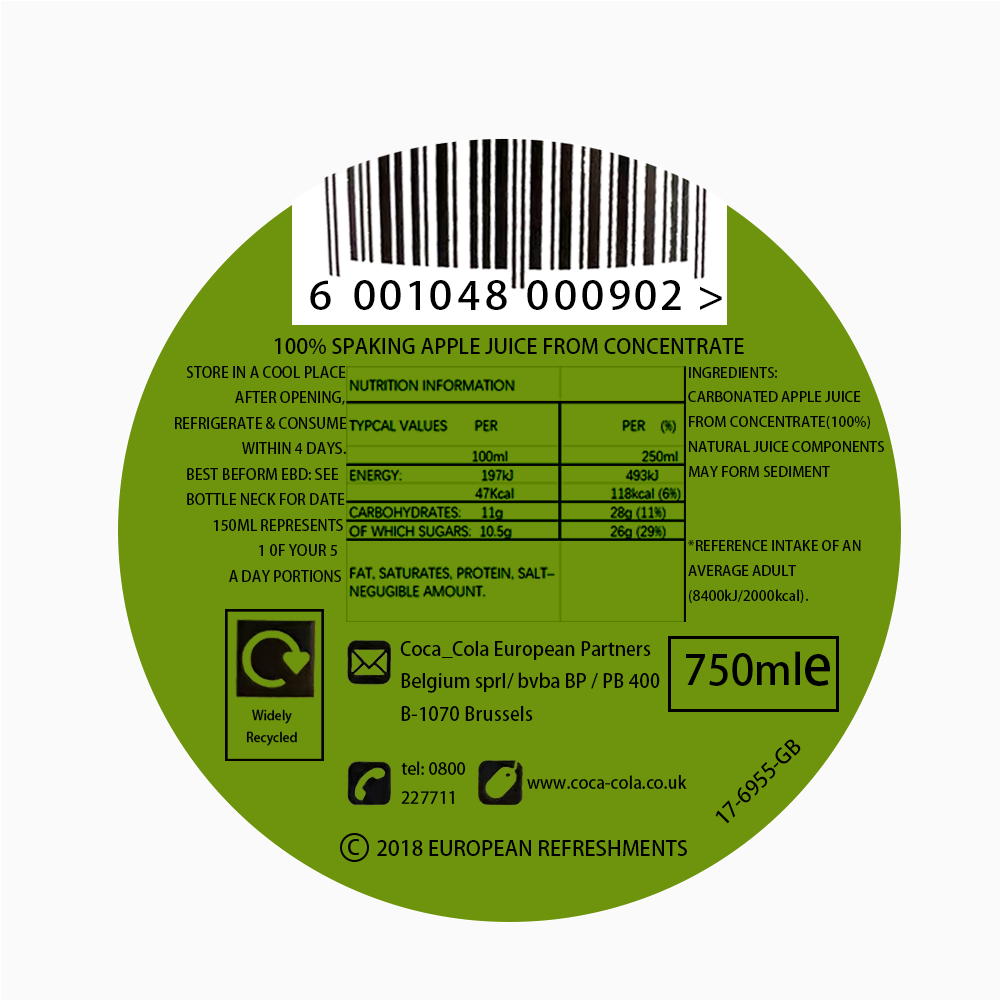 6 001048 000902 >
100% SPAKING APPLE JUICE FROM CONCENTRATE
STORE IN A COOL PLACE
AFTER OPENING,
REFRIGERATE & CONSUME
WITHIN 4 DAYS.
BEST BEFORM EBD: SEE
BOTTLE NECK FOR DATE
150ML REPRESENTS
1 0F YOUR 5
A DAY PORTIONS
NUTRITION INFORMATION
TYPCAL VALUES PER PER (%)
100ml 250ml
ENERGY: 197kJ 493kJ
47Kcal 118kcal (6%)
CARBOHYDRATES: 11g 28g (11%)
OF WHICH SUGARS: 10.5g 26g (29%)
FAT, SATURATES, PROTEIN, SALT–
NEGUGIBLE AMOUNT.
INGREDIENTS:
CARBONATED APPLE JUICE
FROM CONCENTRATE(100%)
NATURAL JUICE COMPONENTS
MAY FORM SEDIMENT
*REFERENCE INTAKE OF AN
AVERAGE ADULT
(8400kJ/2000kcal).
Widely
Recycled
Coca_Cola European Partners
Belgium sprl/ bvba BP / PB 400
B-1070 Brussels
750mle
tel: 0800
227711
www.coca-cola.co.uk
17-6955-GB
© 2018 EUROPEAN REFRESHMENTS